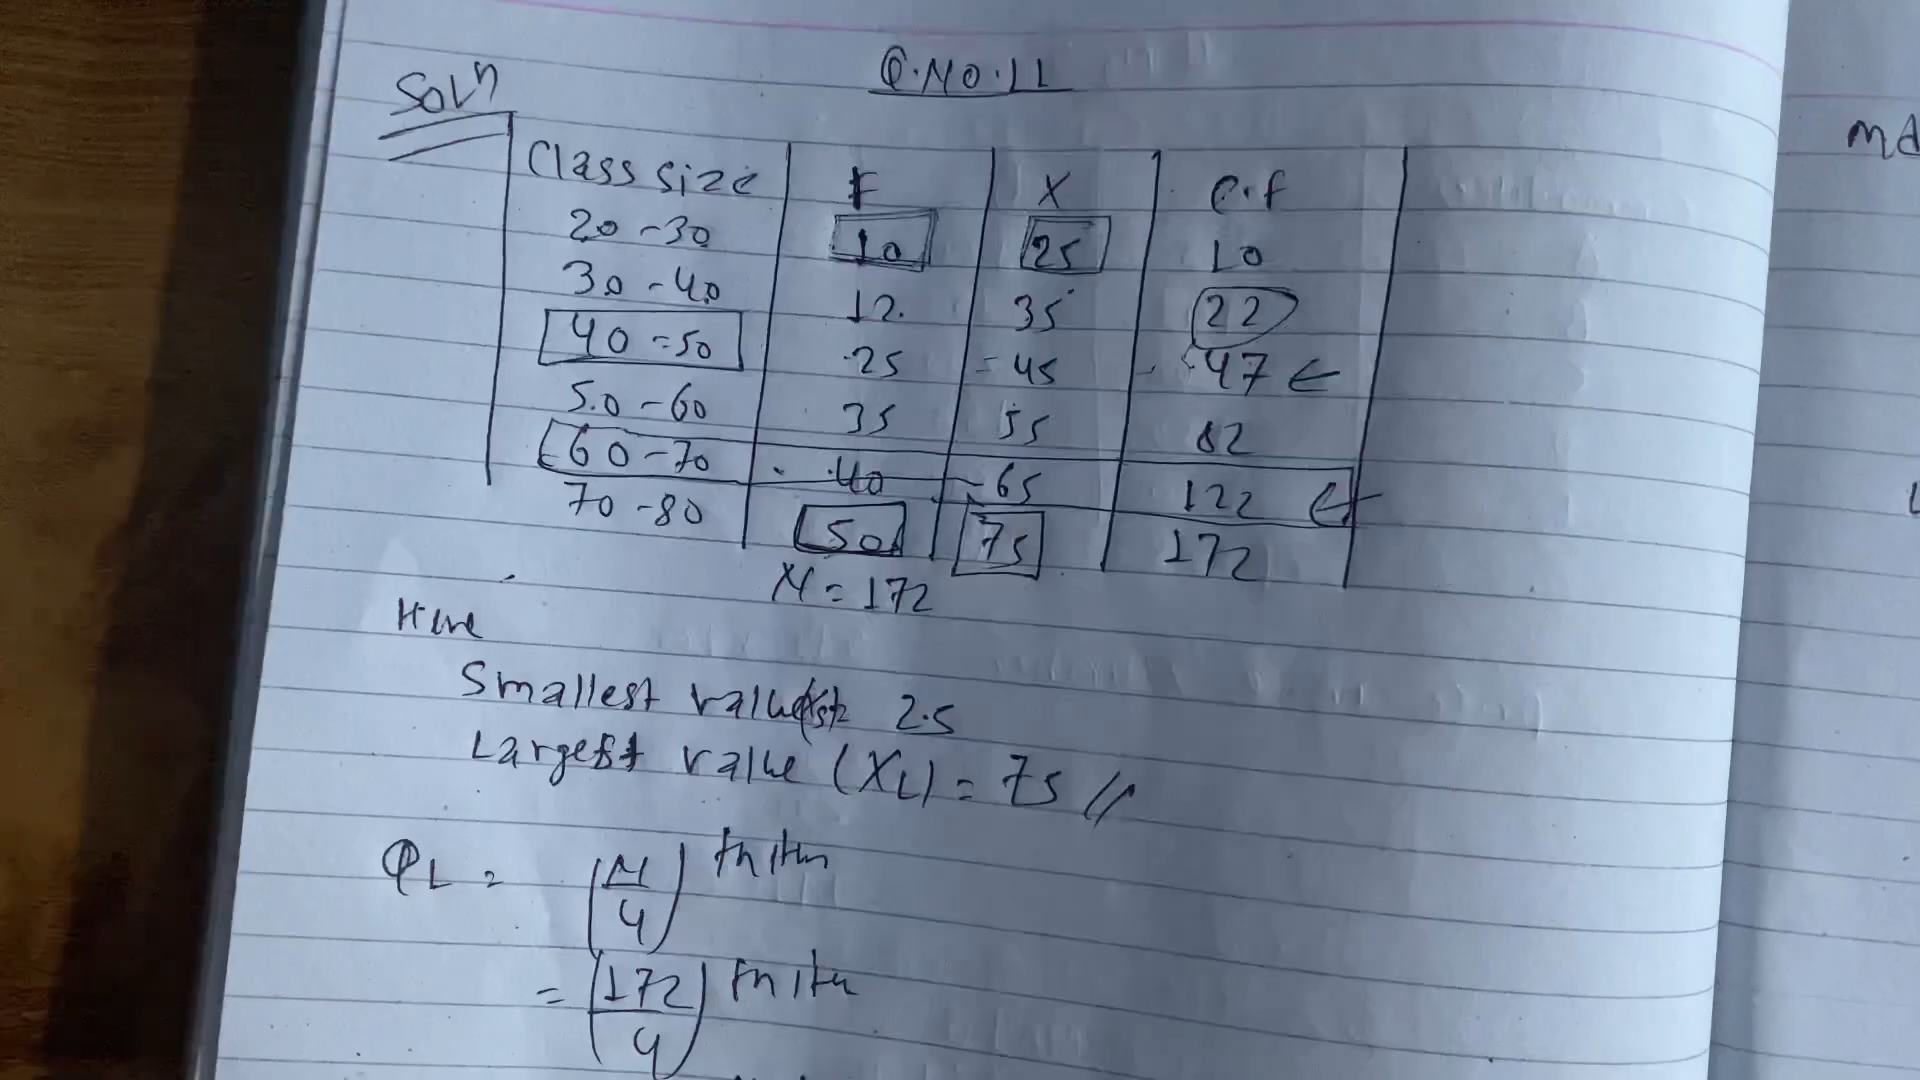 Q.NO.11
Solⁿ
Class size F X c.f
20-30 10 25 10
30-40 12 35 22
40-50 25 45 47 ←
50-60 35 55 82
60-70 40 65 122 ←
70-80 50 75 172
N = 172
Here
Smallest value 25
Largest value (XL) = 75 //
Q1 = (N/4) th item
= (172/4) th item